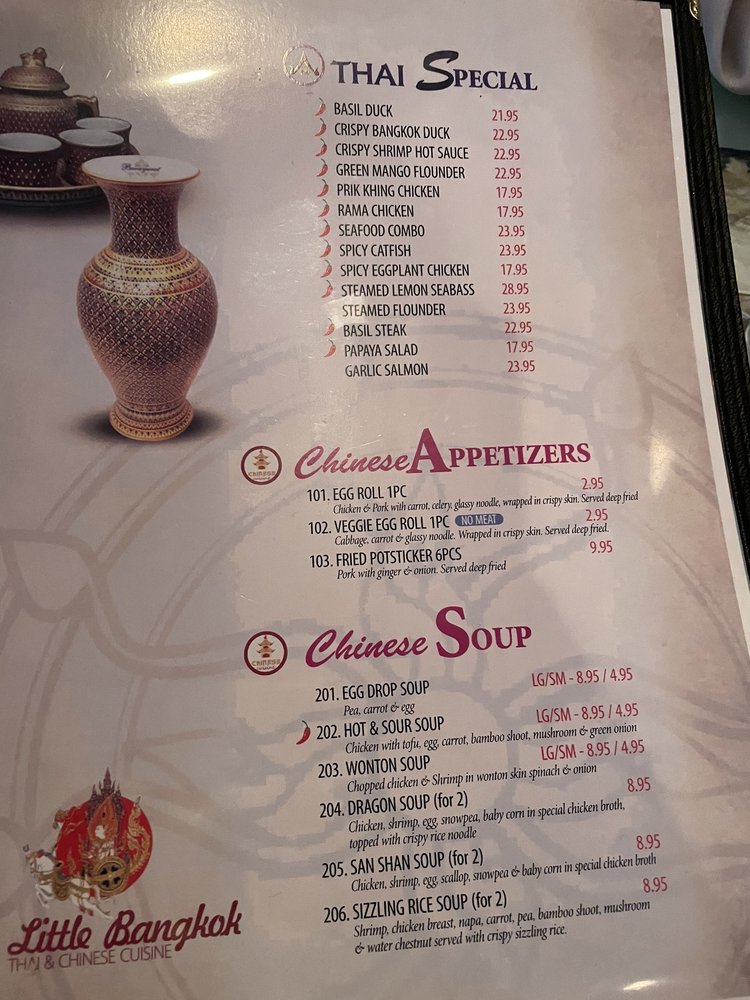 THAI SPECIAL
BASIL DUCK 21.95
CRISPY BANGKOK DUCK 22.95
CRISPY SHRIMP HOT SAUCE 22.95
GREEN MANGO FLOUNDER 22.95
PRIK KHING CHICKEN 17.95
RAMA CHICKEN 17.95
SEAFOOD COMBO 23.95
SPICY CATFISH 23.95
SPICY EGGPLANT CHICKEN 17.95
STEAMED LEMON SEABASS 28.95
STEAMED FLOUNDER 23.95
BASIL STEAK 22.95
PAPAYA SALAD 17.95
GARLIC SALMON 23.95
CHINESE
Chinese APPETIZERS
101. EGG ROLL 1PC 2.95
Chicken & Pork with carrot, celery, glassy noodle, wrapped in crispy skin. Served deep fried
102. VEGGIE EGG ROLL 1PC NO MEAT 2.95
Cabbage, carrot & glassy noodle. Wrapped in crispy skin. Served deep fried.
103. FRIED POTSTICKER 6PCS 9.95
Pork with ginger & onion. Served deep fried
CHINESE
Chinese SOUP
201. EGG DROP SOUP LG/SM - 8.95 / 4.95
Pea, carrot & egg
202. HOT & SOUR SOUP LG/SM - 8.95 / 4.95
Chicken with tofu, egg, carrot, bamboo shoot, mushroom & green onion
203. WONTON SOUP LG/SM - 8.95 / 4.95
Chopped chicken & Shrimp in wonton skin spinach & onion
204. DRAGON SOUP (for 2) 8.95
Chicken, shrimp, egg, snowpea, baby corn in special chicken broth,
topped with crispy rice noodle
205. SAN SHAN SOUP (for 2) 8.95
Chicken, shrimp, egg, scallop, snowpea & baby corn in special chicken broth
206. SIZZLING RICE SOUP (for 2) 8.95
Shrimp, chicken breast, napa, carrot, pea, bamboo shoot, mushroom
& water chestnut served with crispy sizzling rice.
Little Bangkok
THAI & CHINESE CUISINE